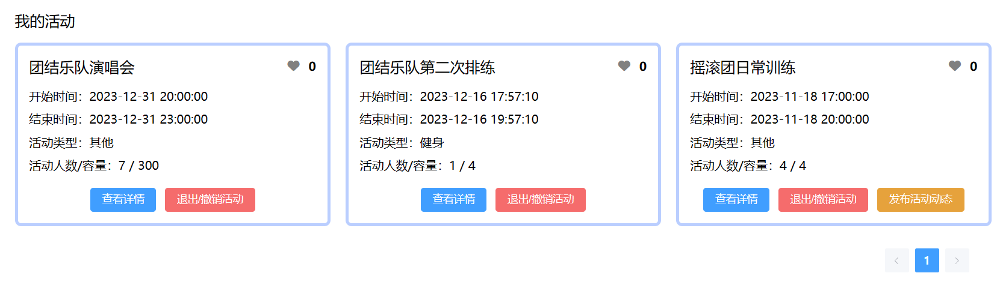 我的活动
团结乐队演唱会 0
开始时间：2023-12-31 20:00:00
结束时间：2023-12-31 23:00:00
活动类型：其他
活动人数/容量：7 / 300
查看详情 退出/撤销活动
团结乐队第二次排练 0
开始时间：2023-12-16 17:57:10
结束时间：2023-12-16 19:57:10
活动类型：健身
活动人数/容量：1 / 4
查看详情 退出/撤销活动
摇滚团日常训练 0
开始时间：2023-11-18 17:00:00
结束时间：2023-11-18 20:00:00
活动类型：其他
活动人数/容量：4 / 4
查看详情 退出/撤销活动 发布活动动态
1